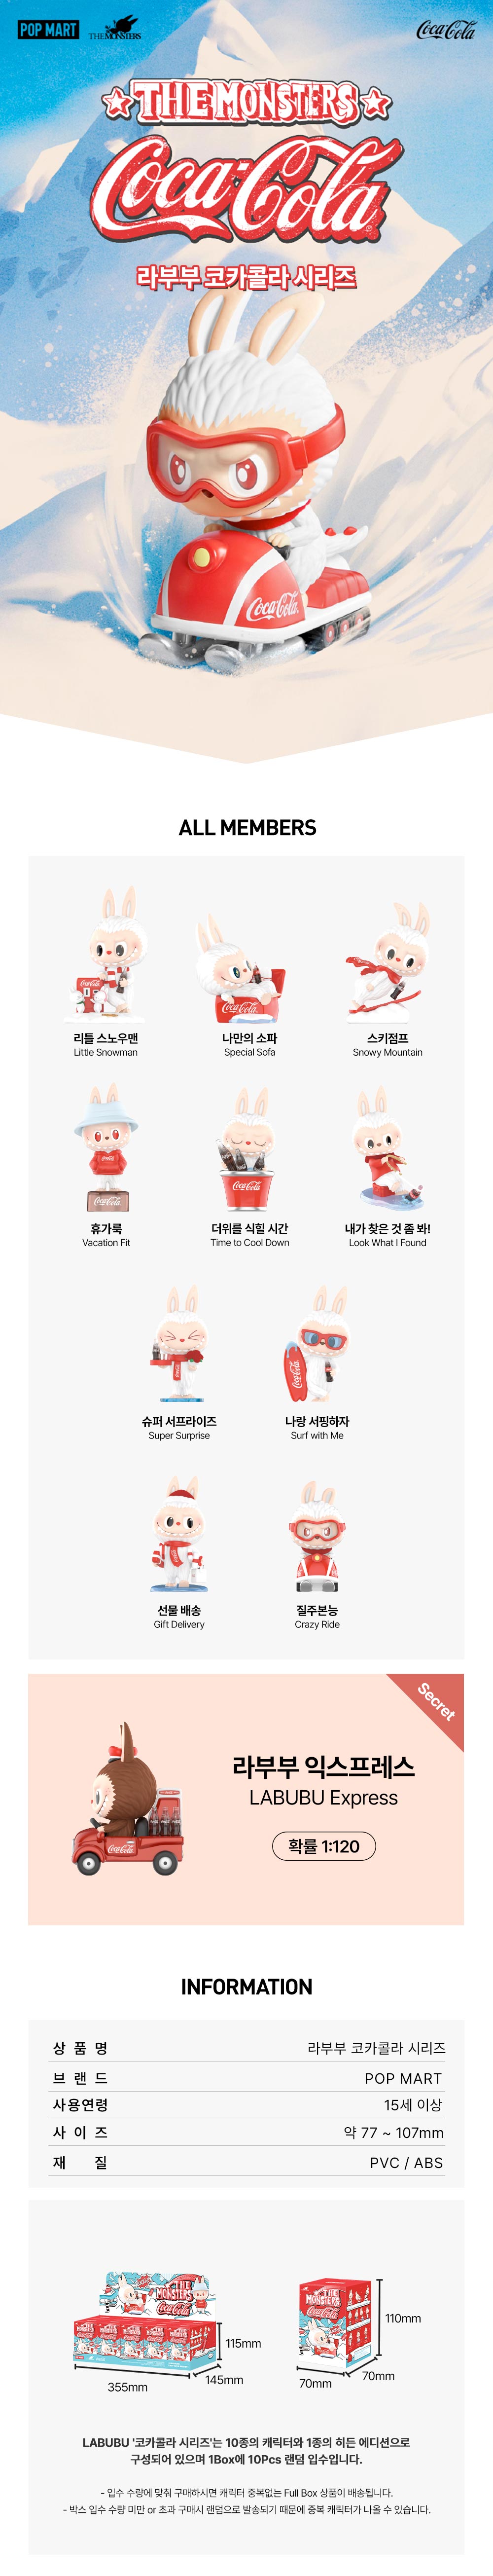 POP MART
THE MONSTERS
Coca-Cola
★THE MONSTERS★
Coca-Cola
라부부 코카콜라 시리즈
Coca-Cola
ALL MEMBERS
리틀 스노우맨
Little Snowman
나만의 소파
Special Sofa
스키점프
Snowy Mountain
휴가룩
Vacation Fit
더위를 식힐 시간
Time to Cool Down
내가 찾은 것 좀 봐!
Look What I Found
슈퍼 서프라이즈
Super Surprise
나랑 서핑하자
Surf with Me
선물 배송
Gift Delivery
질주본능
Crazy Ride
Secret
라부부 익스프레스
LABUBU Express
확률 1:120
INFORMATION
상 품 명 라부부 코카콜라 시리즈
브 랜 드 POP MART
사용연령 15세 이상
사 이 즈 약 77 ~ 107mm
재 질 PVC / ABS
THE MONSTERS
Coca-Cola
115mm
145mm
355mm
THE MONSTERS
Coca-Cola
110mm
70mm
70mm
LABUBU '코카콜라 시리즈'는 10종의 캐릭터와 1종의 히든 에디션으로
구성되어 있으며 1Box에 10Pcs 랜덤 입수입니다.
- 입수 수량에 맞춰 구매하시면 캐릭터 중복없는 Full Box 상품이 배송됩니다.
- 박스 입수 수량 미만 or 초과 구매시 랜덤으로 발송되기 때문에 중복 캐릭터가 나올 수 있습니다.